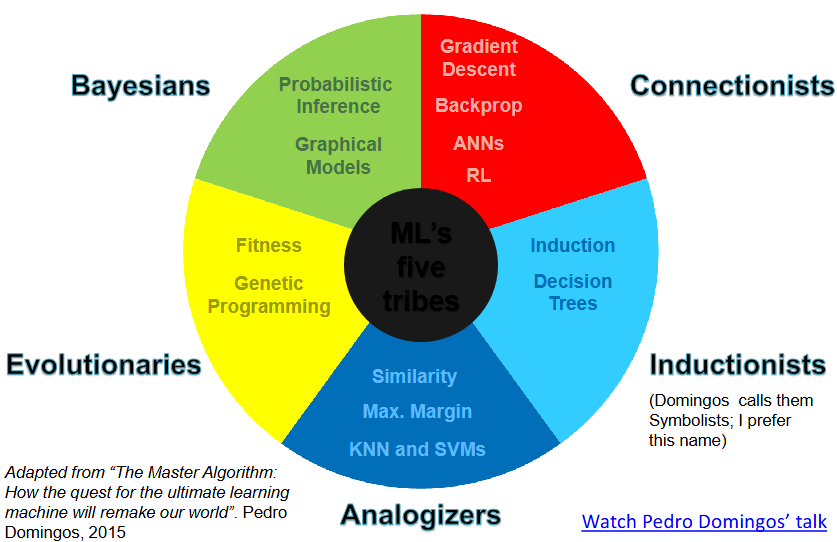 Bayesians
Probabilistic
Inference
Graphical
Models
Gradient
Descent
Backprop
ANNs
RL
Connectionists
ML's
five
tribes
Fitness
Genetic
Programming
Evolutionaries
Induction
Decision
Trees
Inductionists
(Domingos  calls them
Symbolists; I prefer
this name)
Similarity
Max. Margin
KNN and SVMs
Analogizers
Adapted from “The Master Algorithm:
How the quest for the ultimate learning
machine will remake our world”. Pedro
Domingos, 2015
Watch Pedro Domingos’ talk